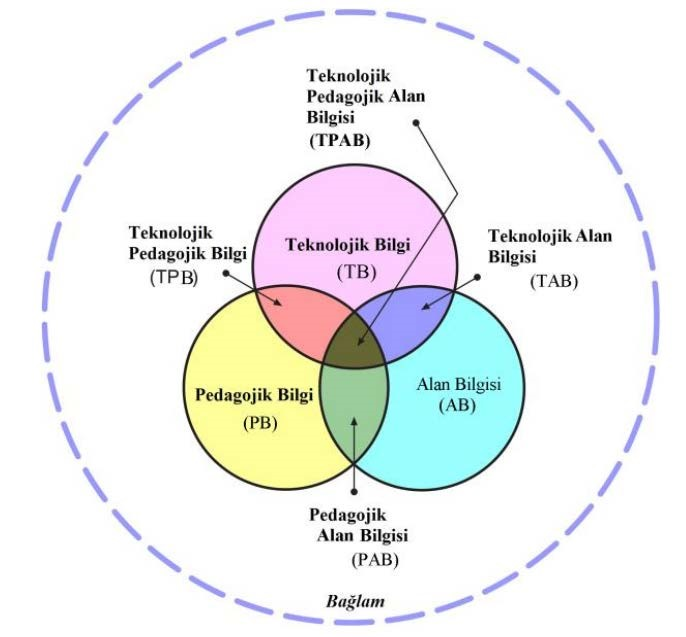 Teknolojik
Pedagojik Alan
Bilgisi
(TPAB)
Teknolojik
Pedagojik Bilgi
(TPB)
Teknolojik Bilgi
(TB)
Teknolojik Alan
Bilgisi
(TAB)
Pedagojik Bilgi
(PB)
Alan Bilgisi
(AB)
Pedagojik
Alan Bilgisi
(PAB)
Bağlam